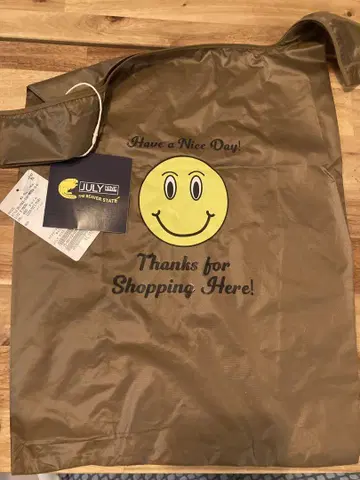 Have a Nice Day!
Thanks for
Shopping Here!
JULY
THE BEAVER STATE